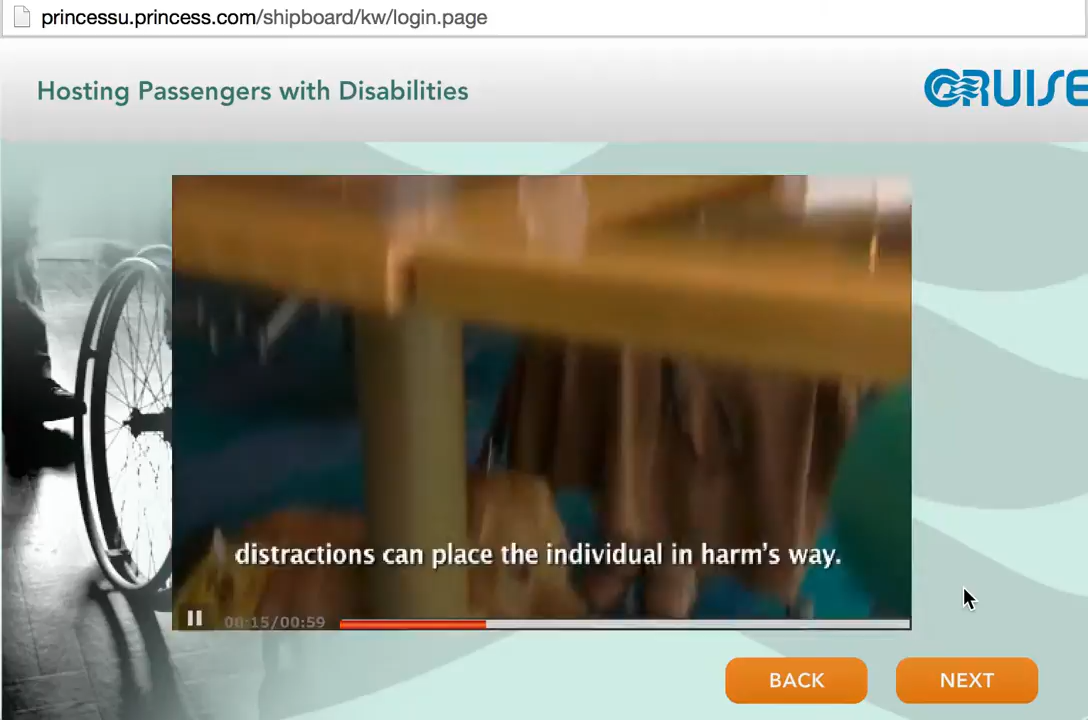 princessu.princess.com/shipboard/kw/login.page
Hosting Passengers with Disabilities
CRUISE
distractions can place the individual in harm's way.
00:15/00:59
BACK
NEXT